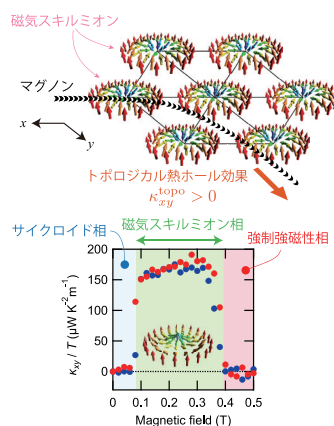 磁気スキルミオン
マグノン
x
y
トポロジカル熱ホール効果
κ_xy^topo > 0
磁気スキルミオン相
サイクロイド相
強制強磁性相
200
150
100
50
0
κxy / T (μW K⁻² m⁻¹)
0 0.1 0.2 0.3 0.4 0.5
Magnetic field (T)